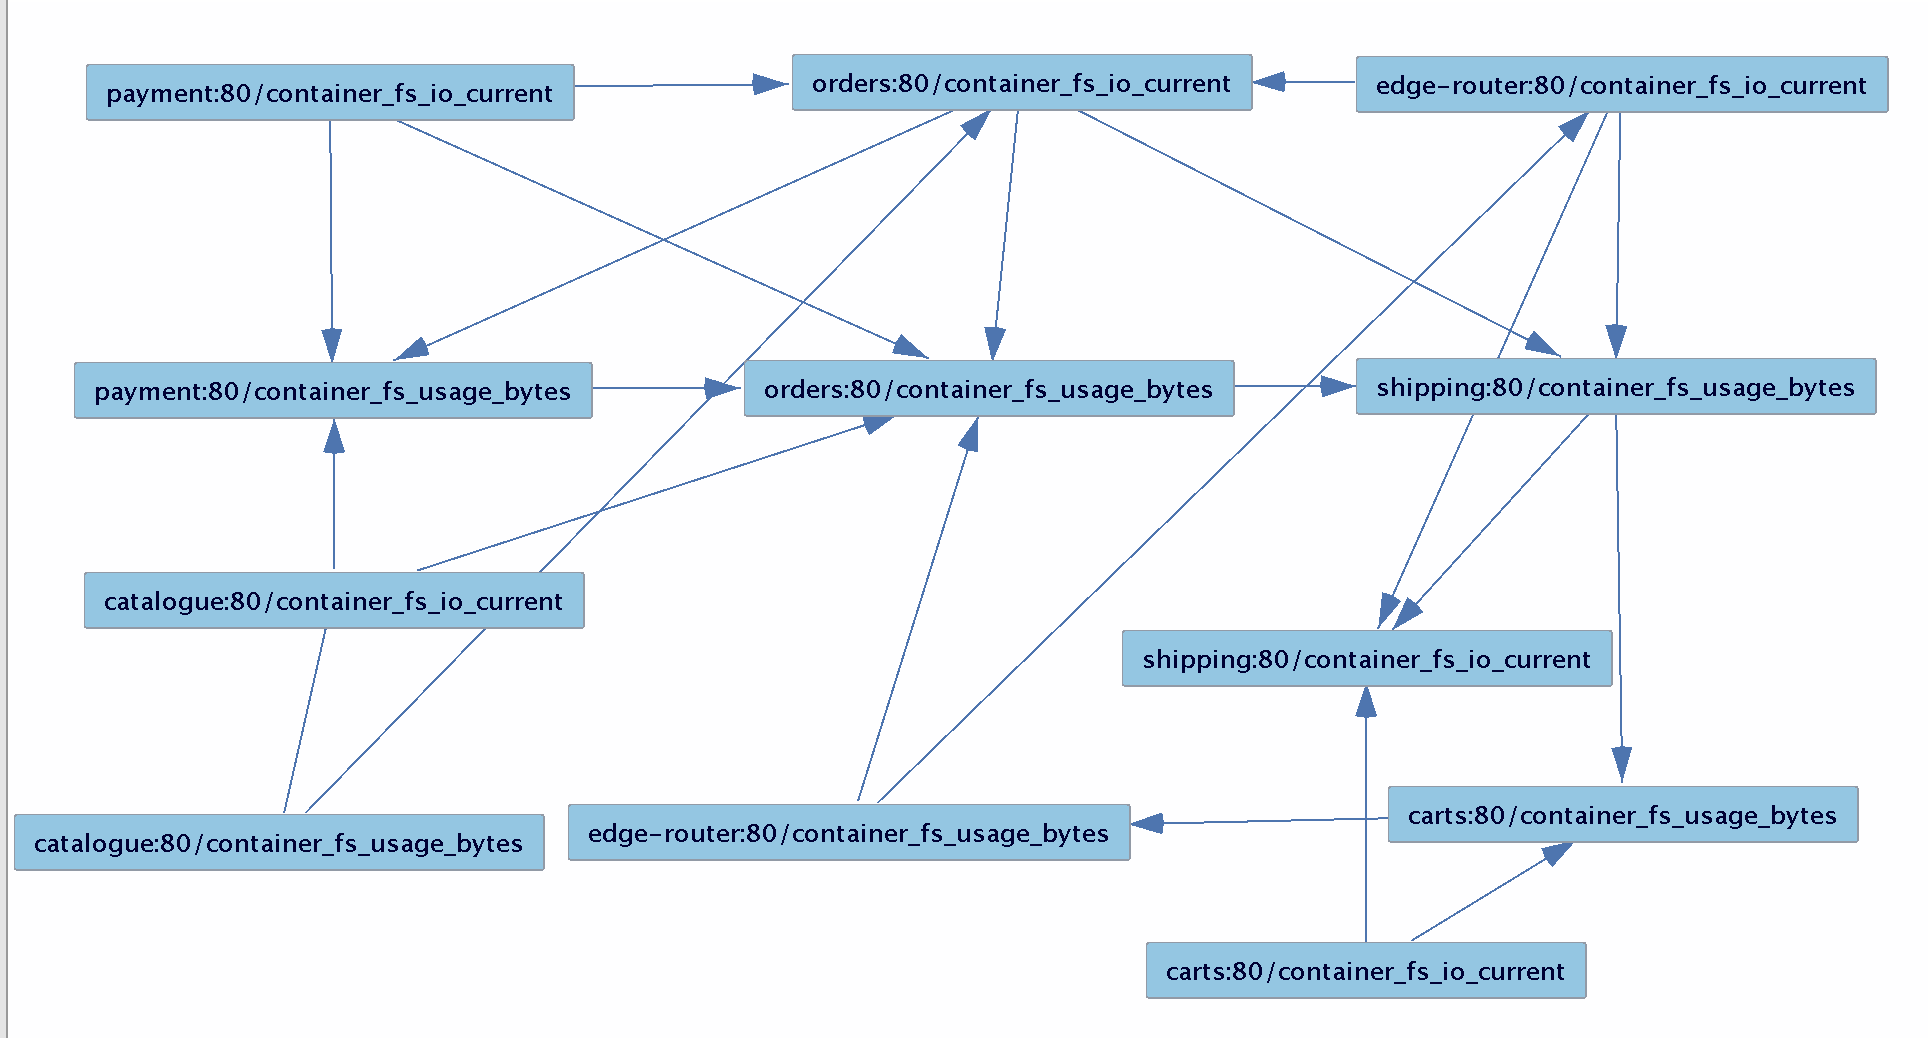 payment:80/container_fs_io_current
orders:80/container_fs_io_current
edge-router:80/container_fs_io_current
payment:80/container_fs_usage_bytes
orders:80/container_fs_usage_bytes
shipping:80/container_fs_usage_bytes
catalogue:80/container_fs_io_current
shipping:80/container_fs_io_current
catalogue:80/container_fs_usage_bytes
edge-router:80/container_fs_usage_bytes
carts:80/container_fs_usage_bytes
carts:80/container_fs_io_current